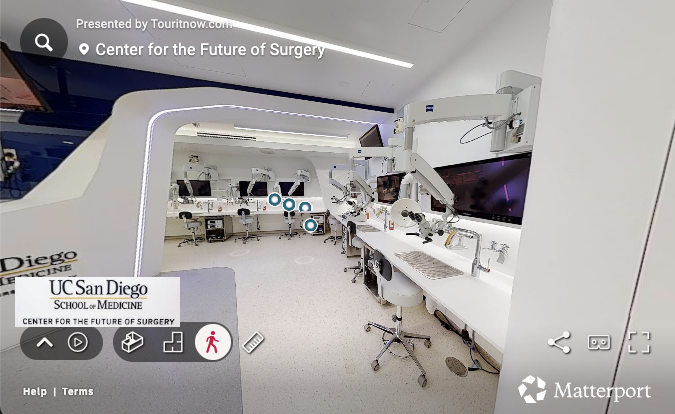 Presented by Touritnow.com
Center for the Future of Surgery
ZEISS
Diego
MEDICINE
UC San Diego
SCHOOL OF MEDICINE
CENTER FOR THE FUTURE OF SURGERY
Help | Terms
Matterport